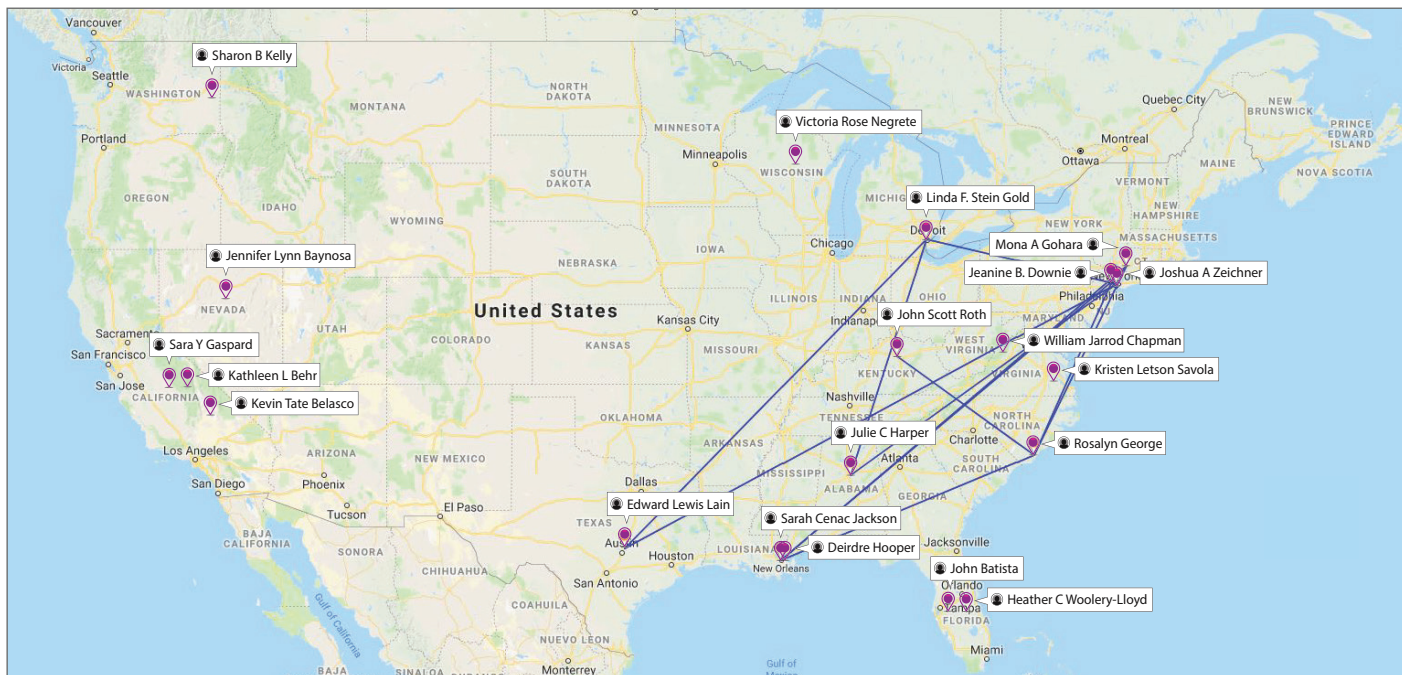 Vancouver
Victoria
Seattle
WASHINGTON
Sharon B Kelly
Portland
MONTANA
NORTH
DAKOTA
MINNESOTA
Minneapolis
Victoria Rose Negrete
WISCONSIN
Quebec City
Montreal
Ottawa
NEW
BRUNSWICK
PRINCE
EDWARD
ISLAND
NOVA SCOTIA
MAINE
VERMONT
NEW
HAMPSHIRE
MASSACHUSETTS
NEW YORK
OREGON
IDAHO
SOUTH
DAKOTA
WYOMING
MICHIG
Linda F. Stein Gold
Detroit
Mona A Gohara
CT
Jeanine B. Downie
Joshua A Zeichner
Philadelphia
NJ
Chicago
IOWA
NEBRASKA
Jennifer Lynn Baynosa
NEVADA
United States
ILLINOIS
INDIANA
OHIO
Indianap
MARYLAND
John Scott Roth
WEST
VIRGINIA
William Jarrod Chapman
Sacramento
San Francisco
San Jose
Sara Y Gaspard
Kathleen L Behr
Kevin Tate Belasco
CALIFORNIA
UTAH
COLORADO
KANSAS
Kansas City
MISSOURI
KENTUCKY
VIRGINIA
Kristen Letson Savola
Nashville
TENNESSEE
NORTH
CAROLINA
Charlotte
Rosalyn George
Los Angeles
San Diego
ARIZONA
Phoenix
Tucson
NEW MEXICO
OKLAHOMA
ARKANSAS
Julie C Harper
Atlanta
SOUTH
CAROLINA
MISSISSIPPI
ALABAMA
GEORGIA
Dallas
El Paso
TEXAS
Edward Lewis Lain
Austin
Houston
San Antonio
Sarah Cenac Jackson
LOUISIANA
Deirdre Hooper
New Orleans
Jacksonville
John Batista
Orlando
Heather C Woolery-Lloyd
Tampa
FLORIDA
Miami
BAJA
CALIFORNIA
SONORA
CHIHUAHUA
COAHUILA
Gulf of California
NUEVO LEON
Monterrey
BAJA
SINALOA
DURANGO
Gulf of